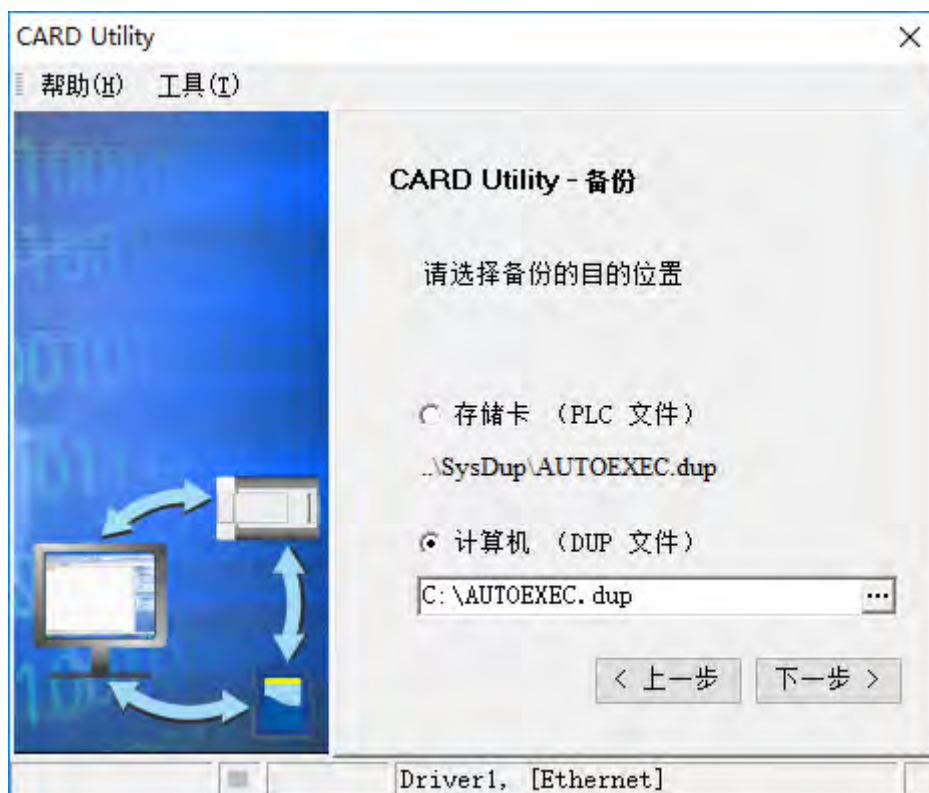 CARD Utility
帮助(H) 工具(T)
CARD Utility - 备份
请选择备份的目的位置
存储卡 (PLC 文件)
..\SysDup\AUTOEXEC.dup
计算机 (DUP 文件)
C:\AUTOEXEC.dup ...
< 上一步 下一步 >
Driver1, [Ethernet]